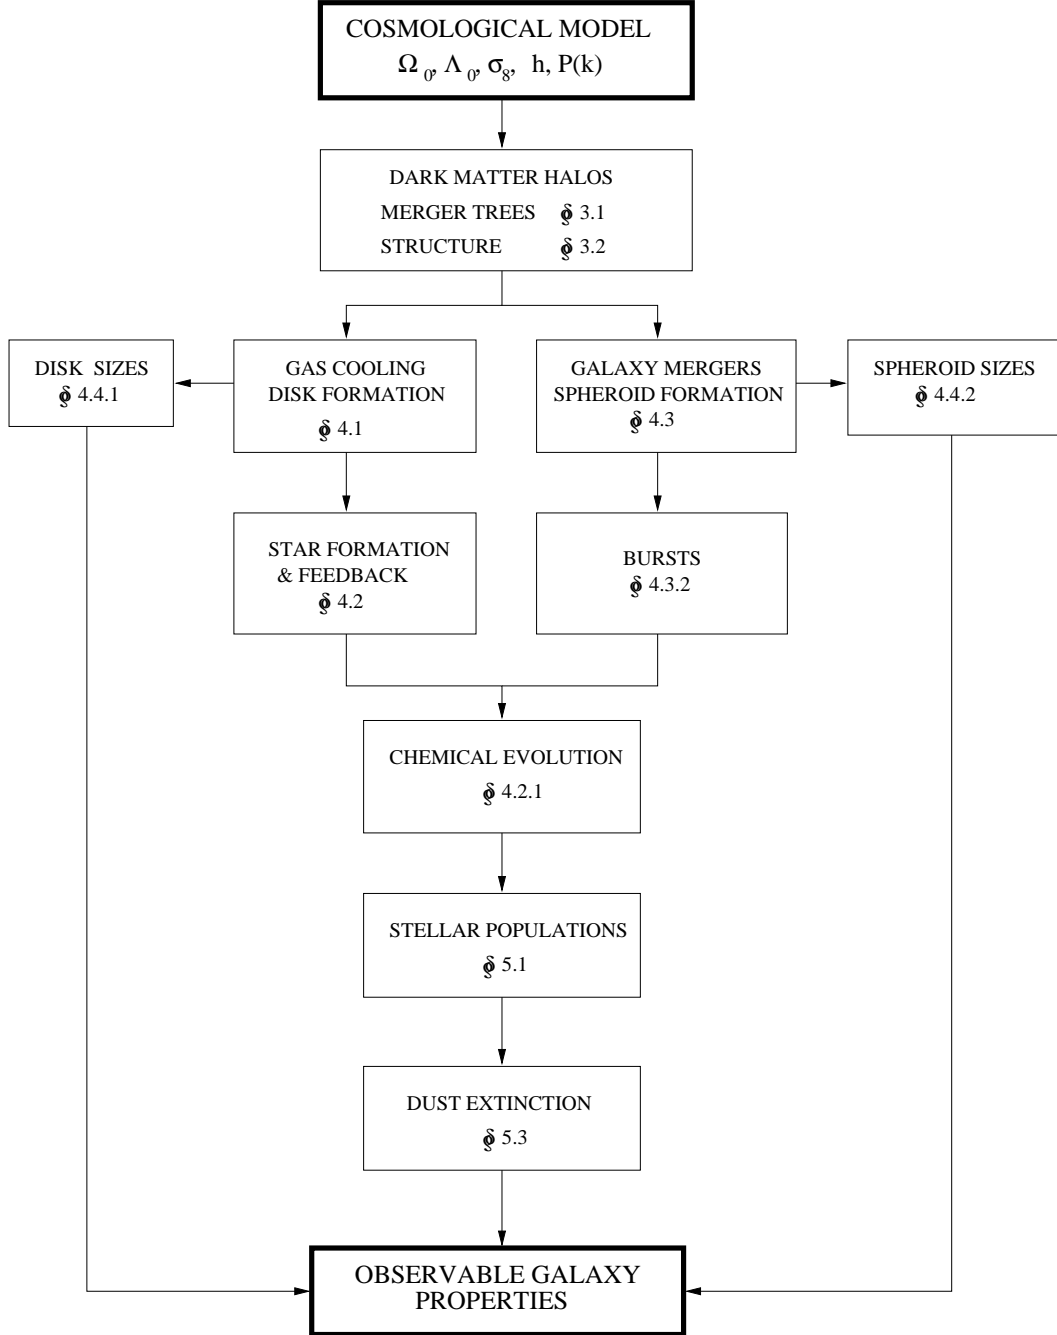 COSMOLOGICAL MODEL
Ω₀, Λ₀, σ₈, h, P(k)
DARK MATTER HALOS
MERGER TREES § 3.1
STRUCTURE § 3.2
DISK SIZES
§ 4.4.1
GAS COOLING
DISK FORMATION
§ 4.1
GALAXY MERGERS
SPHEROID FORMATION
§ 4.3
SPHEROID SIZES
§ 4.4.2
STAR FORMATION
& FEEDBACK
§ 4.2
BURSTS
§ 4.3.2
CHEMICAL EVOLUTION
§ 4.2.1
STELLAR POPULATIONS
§ 5.1
DUST EXTINCTION
§ 5.3
OBSERVABLE GALAXY
PROPERTIES